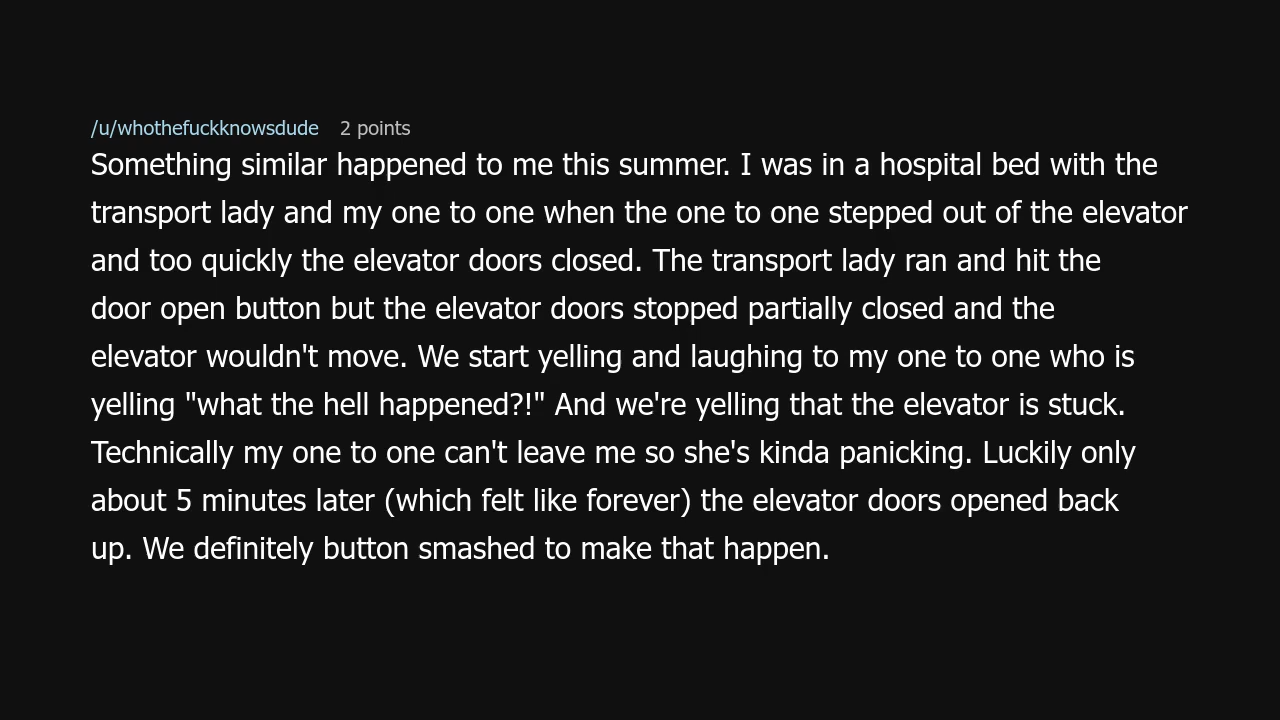 /u/whothefuckknowsdude 2 points
Something similar happened to me this summer. I was in a hospital bed with the
transport lady and my one to one when the one to one stepped out of the elevator
and too quickly the elevator doors closed. The transport lady ran and hit the
door open button but the elevator doors stopped partially closed and the
elevator wouldn't move. We start yelling and laughing to my one to one who is
yelling "what the hell happened?!" And we're yelling that the elevator is stuck.
Technically my one to one can't leave me so she's kinda panicking. Luckily only
about 5 minutes later (which felt like forever) the elevator doors opened back
up. We definitely button smashed to make that happen.